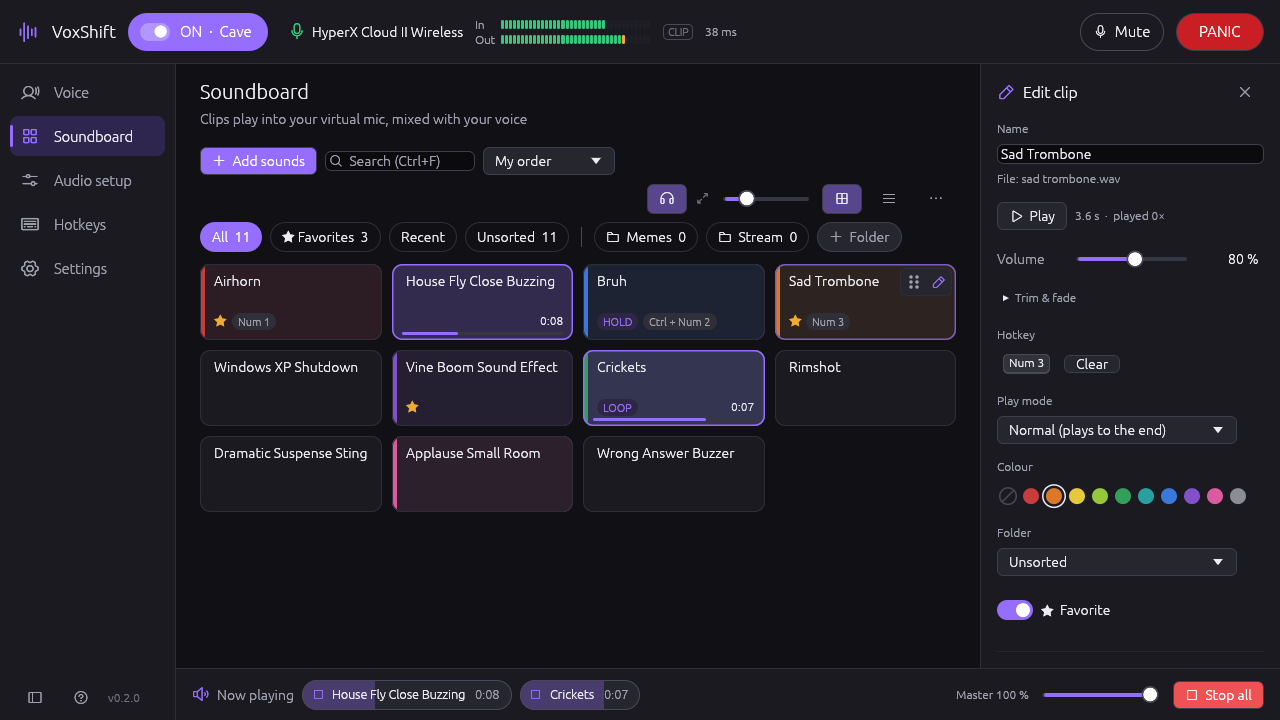 VoxShift
ON · Cave
HyperX Cloud II Wireless
In
Out
CLIP
38 ms
Mute
PANIC
Voice
Soundboard
Audio setup
Hotkeys
Settings
v0.2.0
Soundboard
Clips play into your virtual mic, mixed with your voice
Add sounds
Search (Ctrl+F)
My order
All 11
Favorites 3
Recent
Unsorted 11
Memes 0
Stream 0
Folder
Airhorn
Num 1
House Fly Close Buzzing
0:08
Bruh
HOLD
Ctrl + Num 2
Sad Trombone
Num 3
Windows XP Shutdown
Vine Boom Sound Effect
Crickets
LOOP
0:07
Rimshot
Dramatic Suspense Sting
Applause Small Room
Wrong Answer Buzzer
Edit clip
Name
Sad Trombone
File: sad trombone.wav
Play
3.6 s · played 0×
Volume
80 %
Trim & fade
Hotkey
Num 3
Clear
Play mode
Normal (plays to the end)
Colour
Folder
Unsorted
Favorite
Now playing
House Fly Close Buzzing 0:08
Crickets 0:07
Master 100 %
Stop all